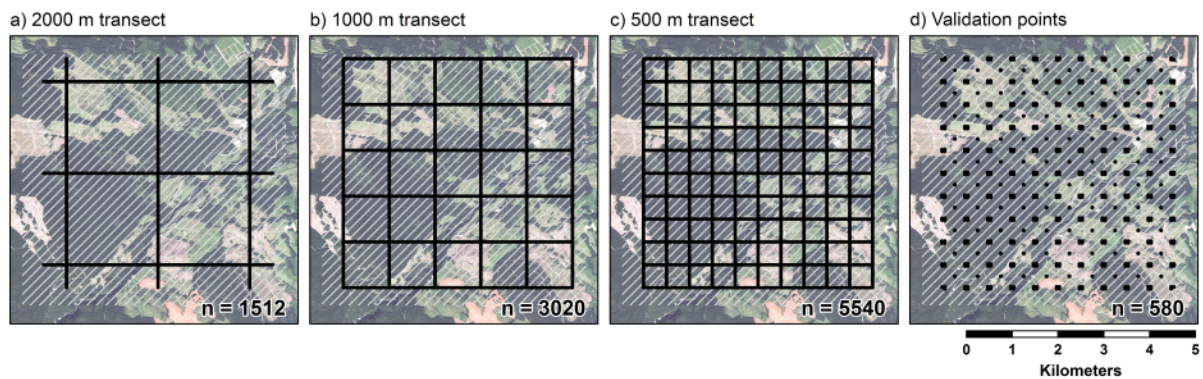 a) 2000 m transect
b) 1000 m transect
c) 500 m transect
d) Validation points
n = 1512
n = 3020
n = 5540
n = 580
0 1 2 3 4 5
Kilometers